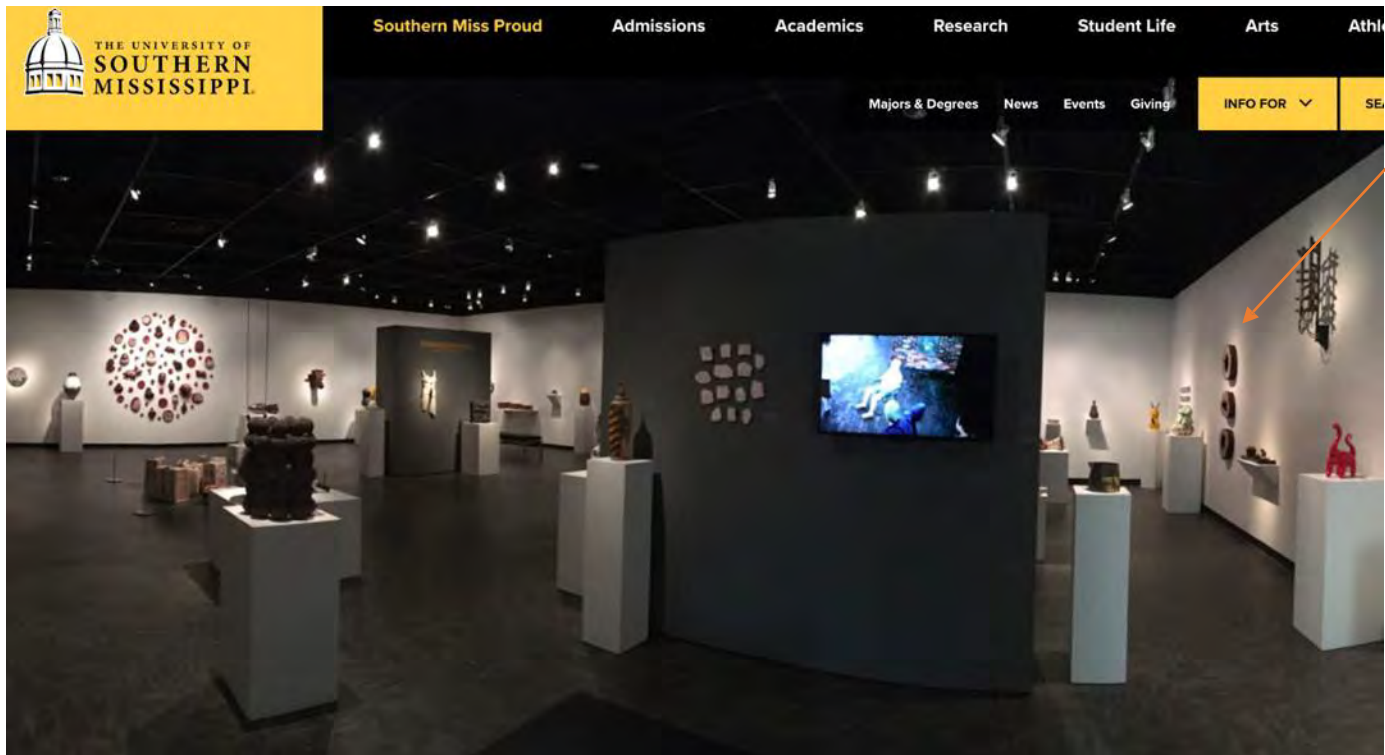 THE UNIVERSITY OF
SOUTHERN
MISSISSIPPI
Southern Miss Proud Admissions Academics Research Student Life Arts
Majors & Degrees News Events Giving INFO FOR